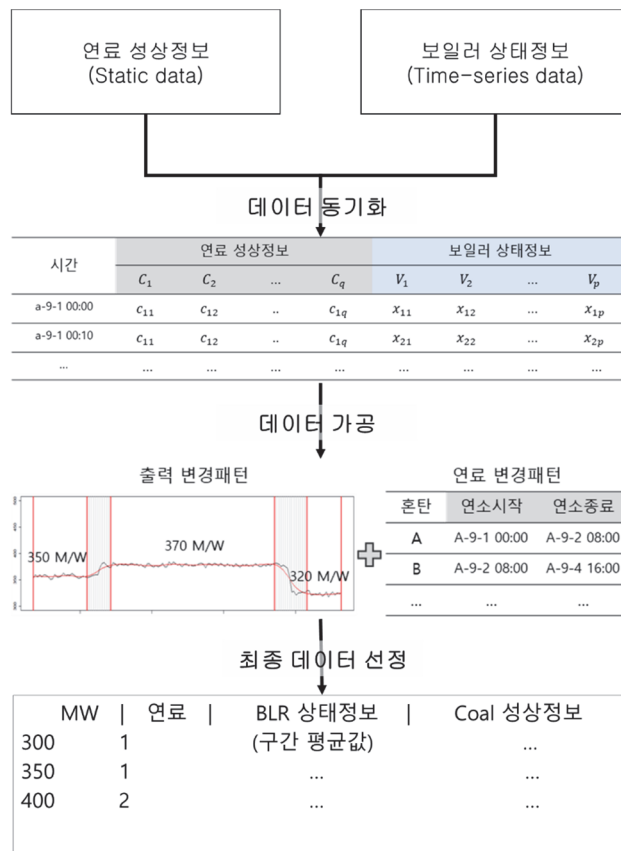 연료 성상정보
(Static data)
보일러 상태정보
(Time-series data)
데이터 동기화
시간 연료 성상정보 보일러 상태정보
C1 C2 ... Cq V1 V2 ... Vp
a-9-1 00:00 c11 c12 .. c1q x11 x12 ... x1p
a-9-1 00:10 c11 c12 .. c1q x21 x22 ... x2p
... ... ... ... ... ... ... ... ...
데이터 가공
출력 변경패턴
350 M/W 370 M/W 320 M/W
연료 변경패턴
혼탄 연소시작 연소종료
A A-9-1 00:00 A-9-2 08:00
B A-9-2 08:00 A-9-4 16:00
... ... ...
최종 데이터 선정
MW | 연료 | BLR 상태정보 | Coal 성상정보
300 1 (구간 평균값) ...
350 1 ... ...
400 2 ... ...